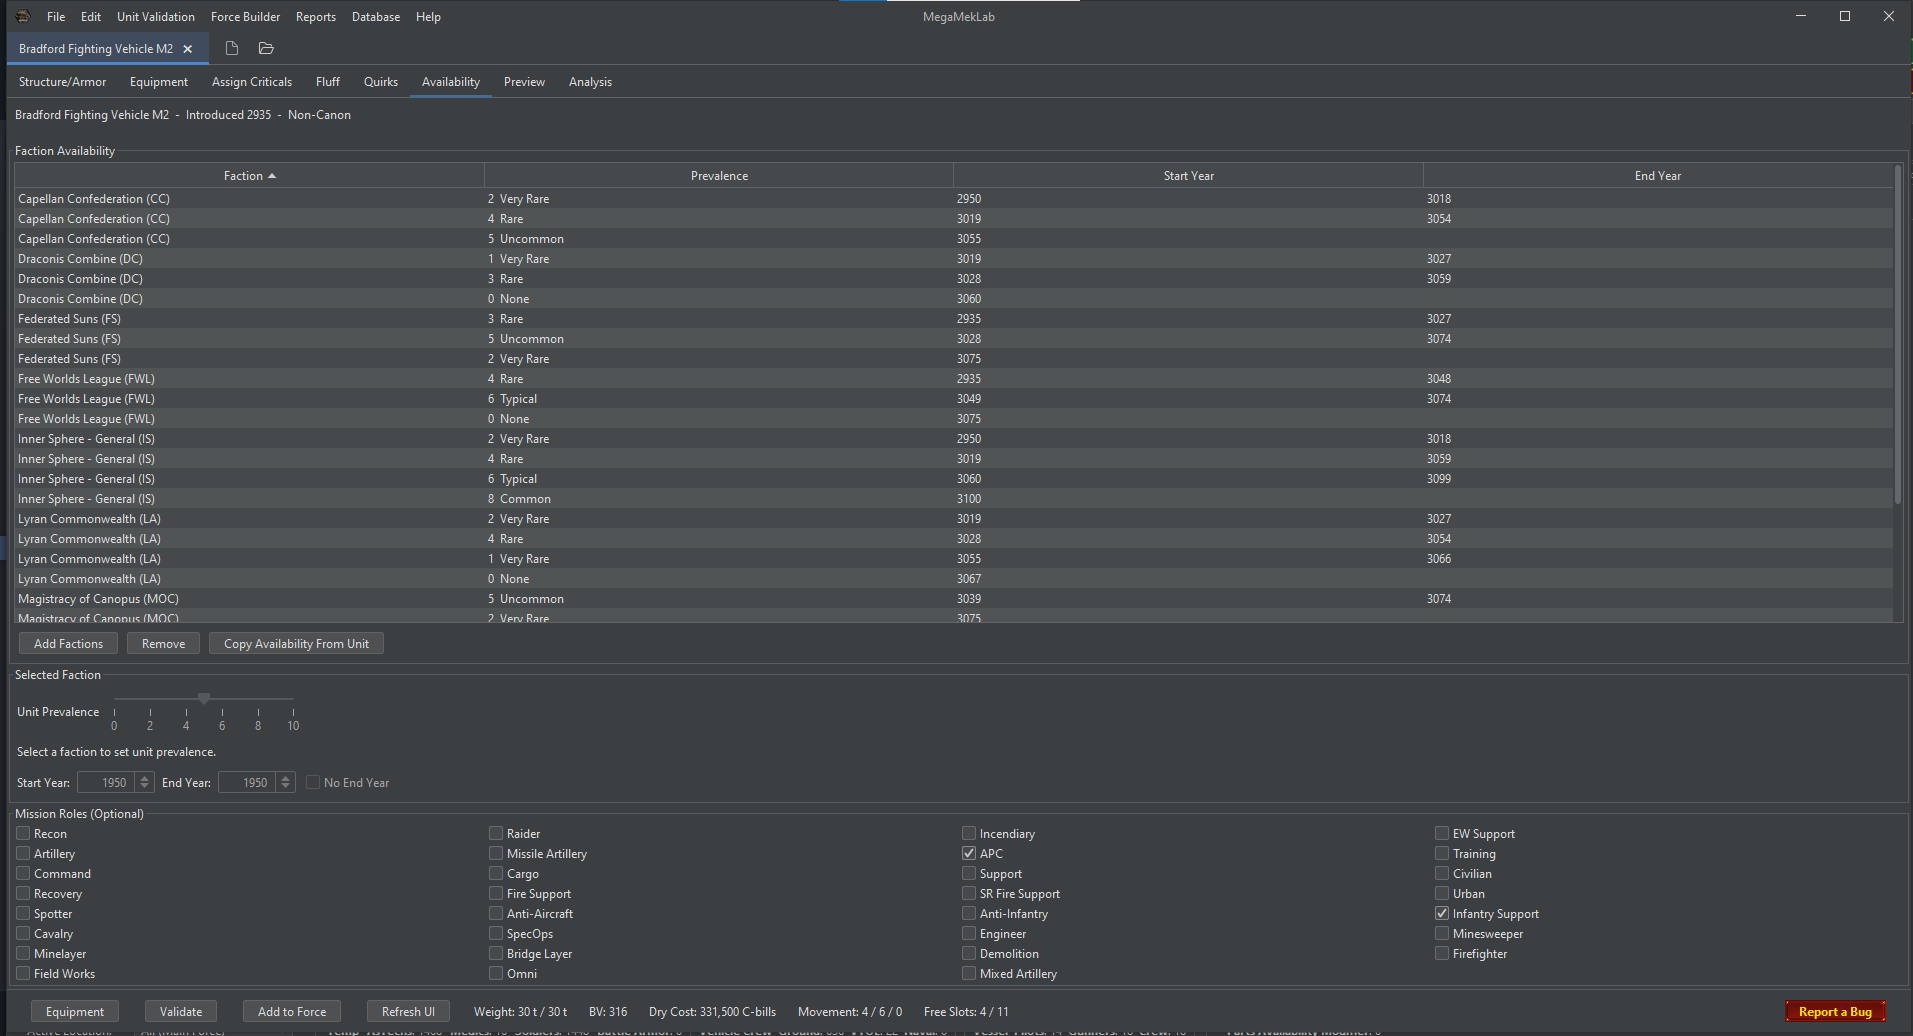 File Edit Unit Validation Force Builder Reports Database Help MegaMekLab
Bradford Fighting Vehicle M2
Structure/Armor Equipment Assign Criticals Fluff Quirks Availability Preview Analysis
Bradford Fighting Vehicle M2 - Introduced 2935 - Non-Canon
Faction Availability
Faction Prevalence Start Year End Year
Capellan Confederation (CC) 2 Very Rare 2950 3018
Capellan Confederation (CC) 4 Rare 3019 3054
Capellan Confederation (CC) 5 Uncommon 3055
Draconis Combine (DC) 1 Very Rare 3019 3027
Draconis Combine (DC) 3 Rare 3028 3059
Draconis Combine (DC) 0 None 3060
Federated Suns (FS) 3 Rare 2935 3027
Federated Suns (FS) 5 Uncommon 3028 3074
Federated Suns (FS) 2 Very Rare 3075
Free Worlds League (FWL) 4 Rare 2935 3048
Free Worlds League (FWL) 6 Typical 3049 3074
Free Worlds League (FWL) 0 None 3075
Inner Sphere - General (IS) 2 Very Rare 2950 3018
Inner Sphere - General (IS) 4 Rare 3019 3059
Inner Sphere - General (IS) 6 Typical 3060 3099
Inner Sphere - General (IS) 8 Common 3100
Lyran Commonwealth (LA) 2 Very Rare 3019 3027
Lyran Commonwealth (LA) 4 Rare 3028 3054
Lyran Commonwealth (LA) 1 Very Rare 3055 3066
Lyran Commonwealth (LA) 0 None 3067
Magistracy of Canopus (MOC) 5 Uncommon 3039 3074
Magistracy of Canopus (MOC) 2 Very Rare 3075
Add Factions Remove Copy Availability From Unit
Selected Faction
Unit Prevalence
0 2 4 6 8 10
Select a faction to set unit prevalence.
Start Year: 1950 End Year: 1950 No End Year
Mission Roles (Optional)
Recon Raider Incendiary EW Support
Artillery Missile Artillery APC Training
Command Cargo Support Civilian
Recovery Fire Support SR Fire Support Urban
Spotter Anti-Aircraft Anti-Infantry Infantry Support
Cavalry SpecOps Engineer Minesweeper
Minelayer Bridge Layer Demolition Firefighter
Field Works Omni Mixed Artillery
Equipment Validate Add to Force Refresh UI Weight: 30 t / 30 t BV: 316 Dry Cost: 331,500 C-bills Movement: 4 / 6 / 0 Free Slots: 4 / 11 Report a Bug